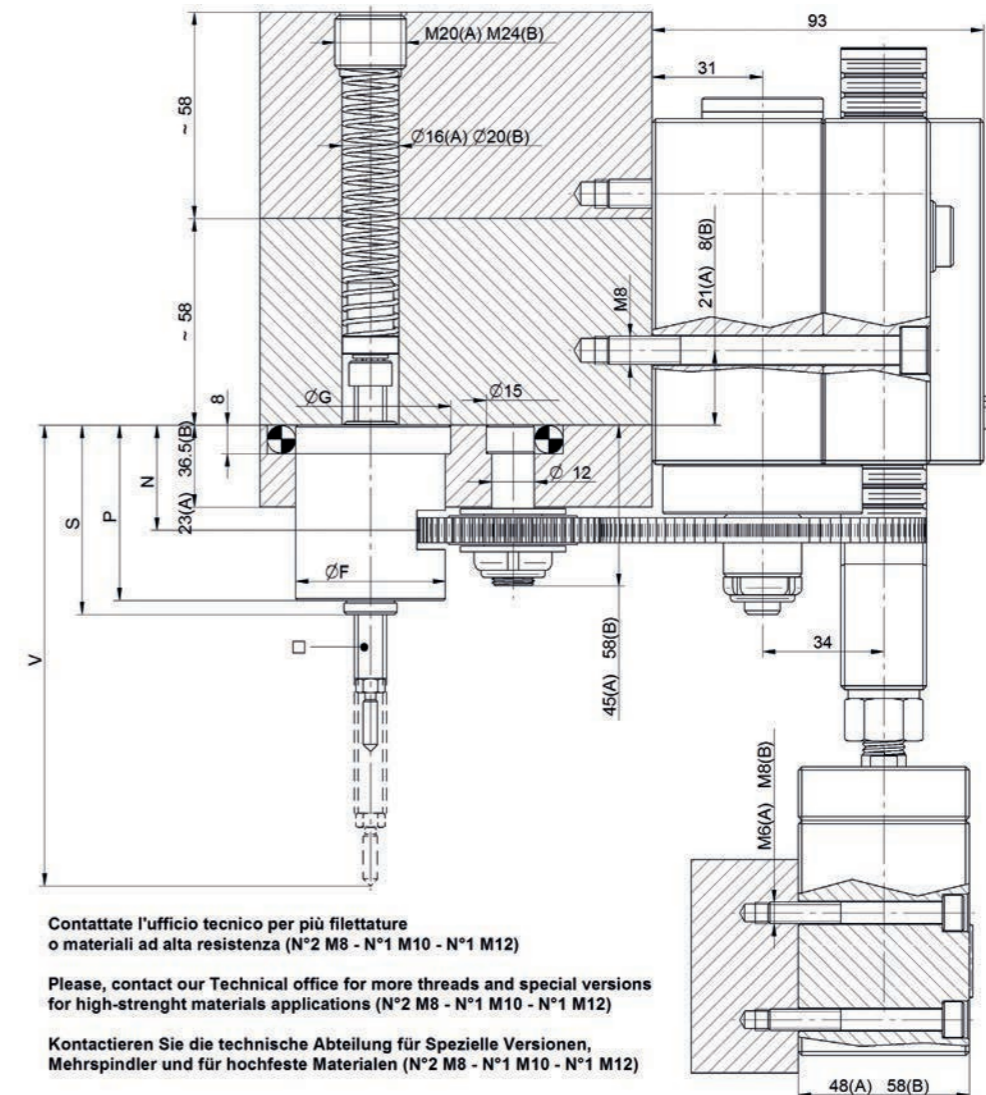 M20(A) M24(B)
93
31
~ 58
Ø16(A) Ø20(B)
21(A) 8(B)
M8
~ 58
8
ØG
Ø15
Ø 12
23(A) 36.5(B)
N
P
S
V
ØF
45(A) 58(B)
34
M6(A) M8(B)
48(A) 58(B)
Contattate l'ufficio tecnico per più filettature
o materiali ad alta resistenza (N°2 M8 - N°1 M10 - N°1 M12)
Please, contact our Technical office for more threads and special versions
for high-strenght materials applications (N°2 M8 - N°1 M10 - N°1 M12)
Kontactieren Sie die technische Abteilung für Spezielle Versionen,
Mehrspindler und für hochfeste Materialen (N°2 M8 - N°1 M10 - N°1 M12)